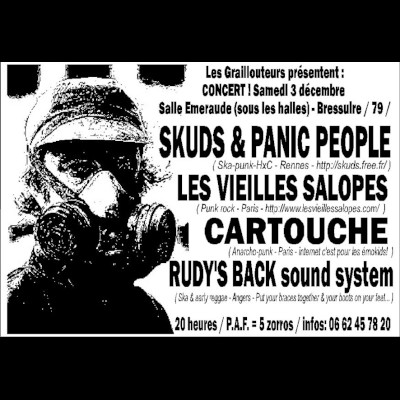 Les Graillouteurs présentent :
CONCERT ! Samedi 3 décembre
Salle Emeraude (sous les halles) - Bressuire / 79 /
SKUDS & PANIC PEOPLE
( Ska-punk-HxC - Rennes - http://skuds.free.fr/ )
LES VIEILLES SALOPES
( Punk rock - Paris - http://www.lesvieillessalopes.com/ )
CARTOUCHE
( Anarcho-punk - Paris - internet c'est pour les émokids! )
RUDY'S BACK sound system
( Ska & early reggae - Angers - Put your braces together & your boots on your feet... )
20 heures / P.A.F. = 5 zorros / infos: 06 62 45 78 20